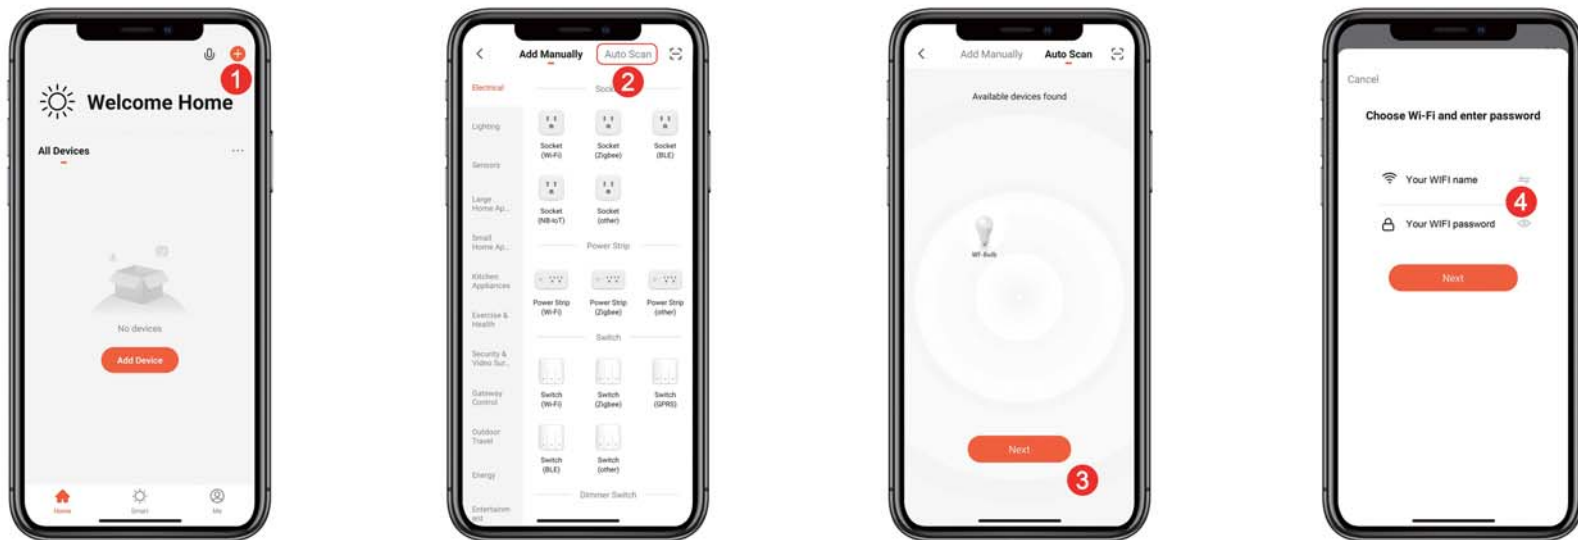 1
Welcome Home
All Devices
No devices
Add Device
Home
Smart
Me
Add Manually
Auto Scan
2
Electrical
Lighting
Sensors
Large
Home Ap...
Small
Home Ap...
Kitchen
Appliances
Exercise &
Health
Security &
Video Sur...
Gateway
Control
Outdoor
Travel
Energy
Entertainm
ent
Socket
(Wi-Fi)
Socket
(Zigbee)
Socket
(BLE)
Socket
(NB-IoT)
Socket
(other)
Power Strip
Power Strip
(Wi-Fi)
Power Strip
(Zigbee)
Power Strip
(other)
Switch
Switch
(Wi-Fi)
Switch
(Zigbee)
Switch
(GPRS)
Switch
(BLE)
Switch
(other)
Dimmer Switch
Add Manually
Auto Scan
Available devices found
Next
3
Cancel
Choose Wi-Fi and enter password
Your WIFI name
4
Your WIFI password
Next